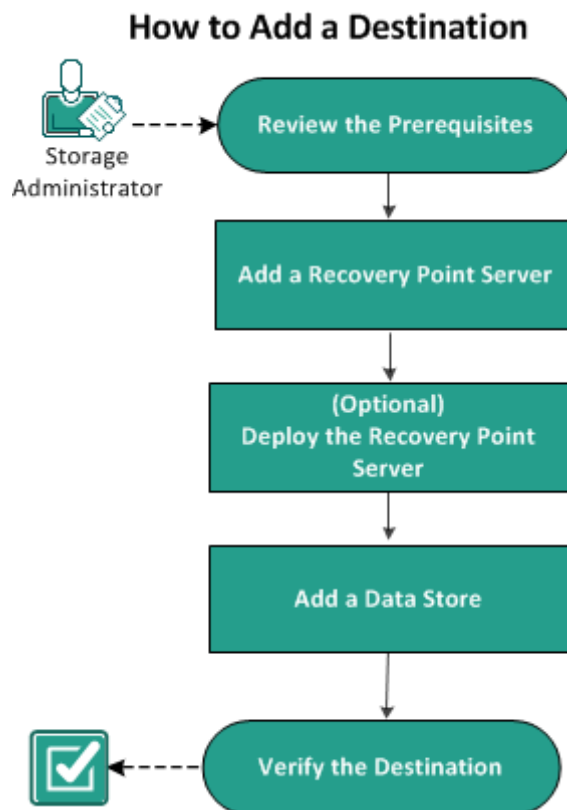 How to Add a Destination
Storage
Administrator
Review the Prerequisites
Add a Recovery Point Server
(Optional)
Deploy the Recovery Point
Server
Add a Data Store
Verify the Destination